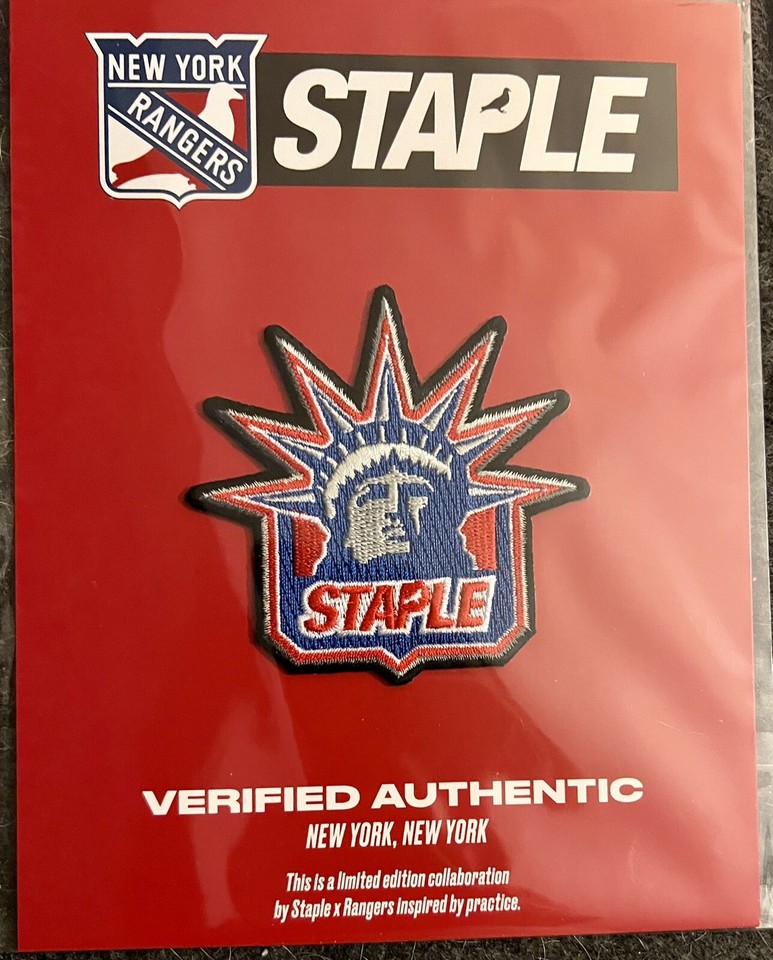 NEW YORK
RANGERS
STAPLE
STAPLE
VERIFIED AUTHENTIC
NEW YORK, NEW YORK
This is a limited edition collaboration
by Staple x Rangers inspired by practice.